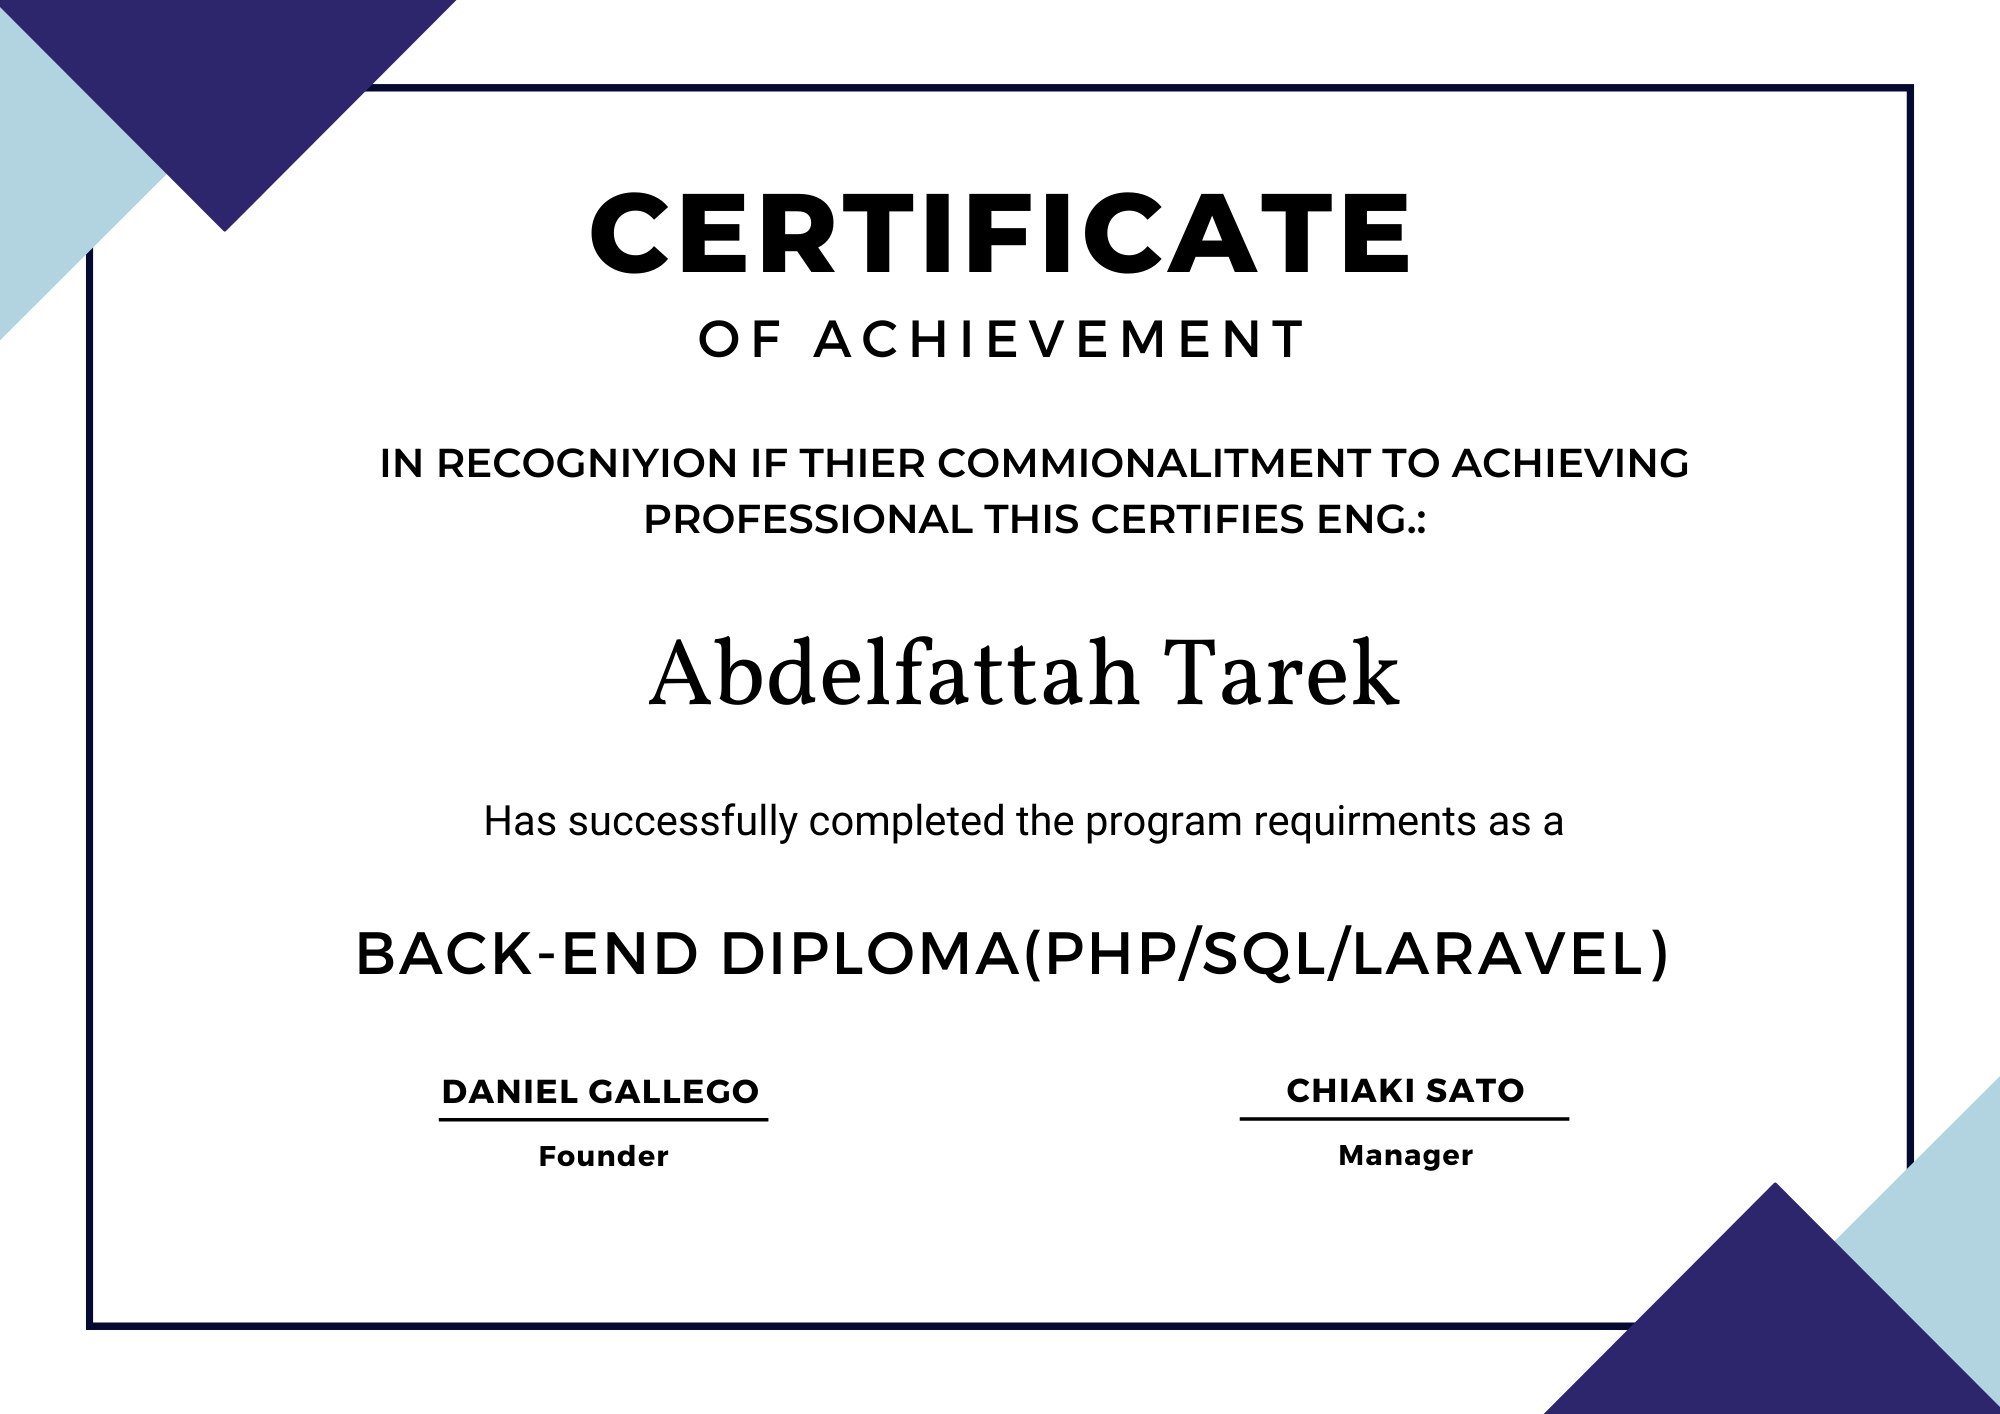 CERTIFICATE
OF ACHIEVEMENT
IN RECOGNIYION IF THIER COMMIONALITMENT TO ACHIEVING
PROFESSIONAL THIS CERTIFIES ENG.:
Abdelfattah Tarek
Has successfully completed the program requirments as a
BACK-END DIPLOMA(PHP/SQL/LARAVEL)
DANIEL GALLEGO
Founder
CHIAKI SATO
Manager